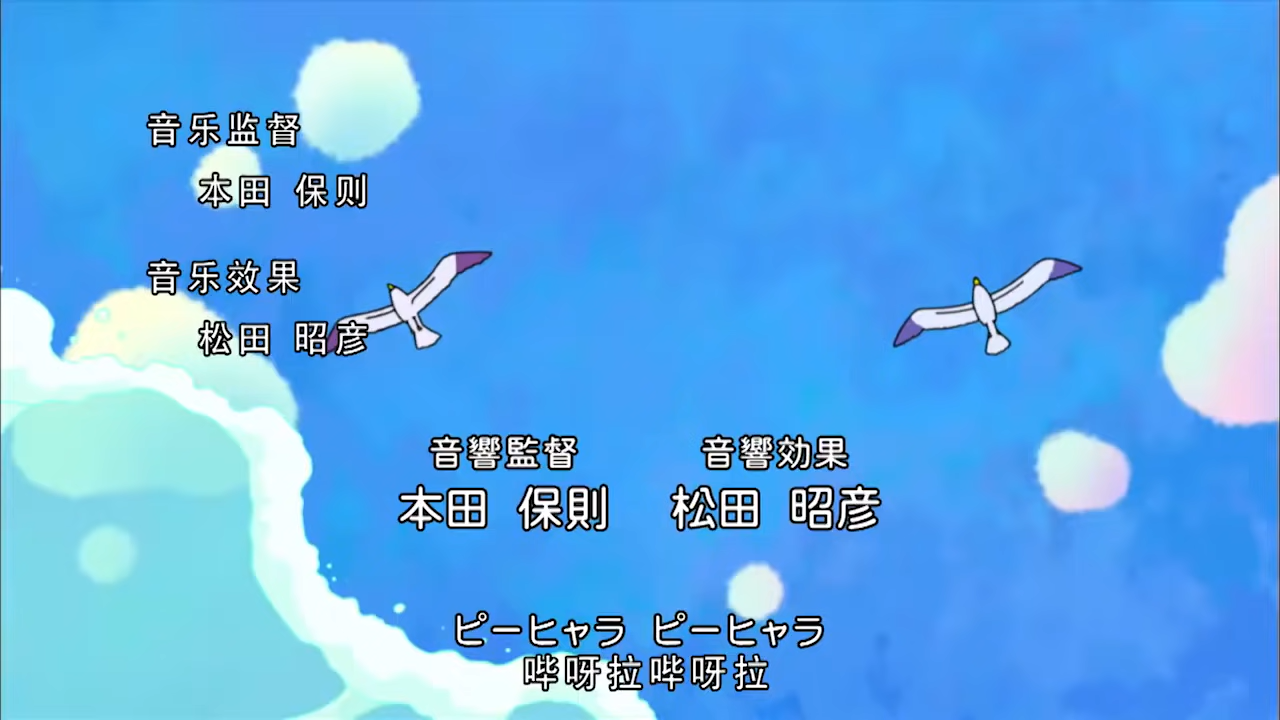 音乐监督
本田 保则
音乐效果
松田 昭彦
音響監督 音響効果
本田 保則 松田 昭彦
ピーヒャラ ピーヒャラ
哔呀拉哔呀拉